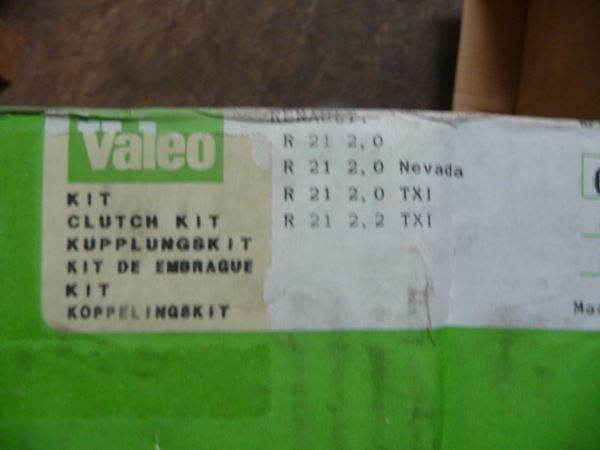 Valeo
KIT
CLUTCH KIT
KUPPLUNGSKIT
KIT DE EMBRAGUE
KIT
KOPPELINGSKIT
RENAULT.
R 21 2,0
R 21 2,0 Nevada
R 21 2,0 TXI
R 21 2,2 TXI